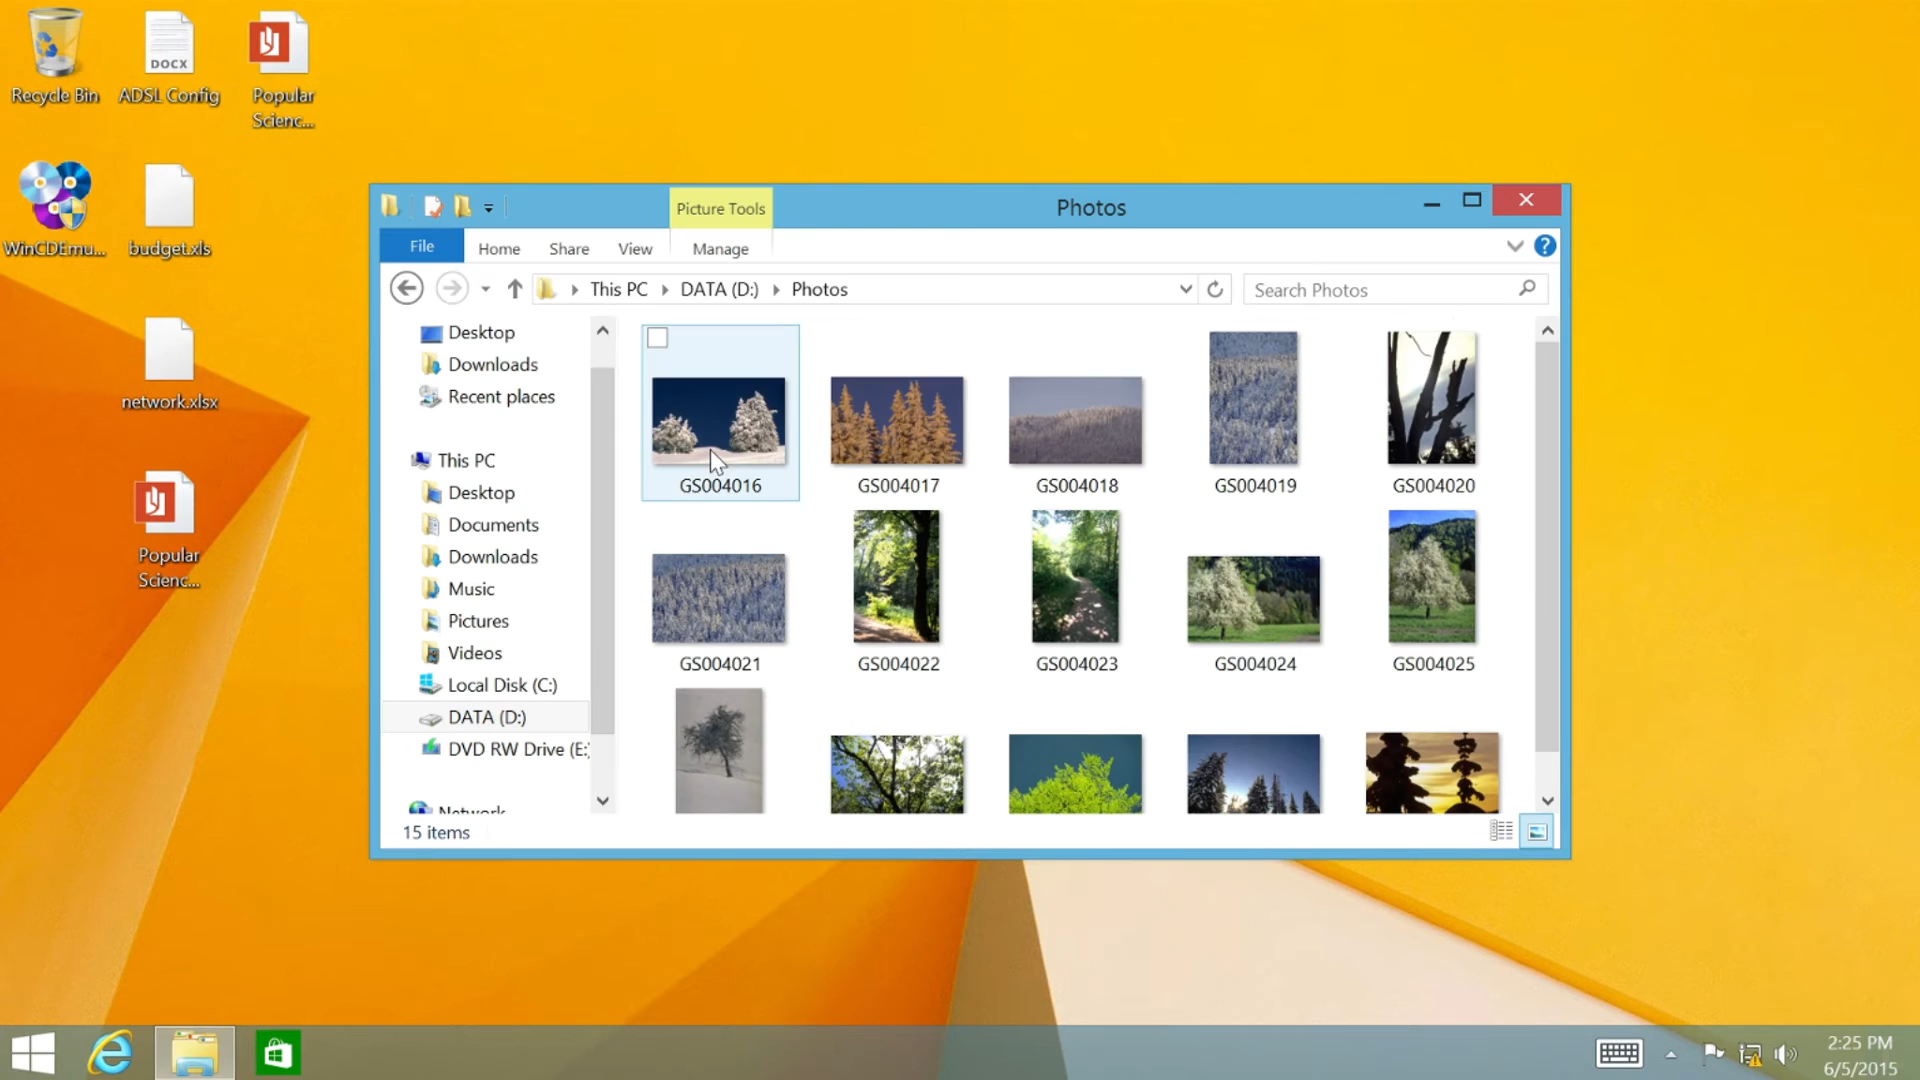 Recycle Bin
DOCX
ADSL Config
Popular
Scienc...
WinCDEmu...
budget.xls
network.xlsx
Popular
Scienc...
Picture Tools
Photos
File
Home
Share
View
Manage
This PC
DATA (D:)
Photos
Search Photos
Desktop
Downloads
Recent places
This PC
Desktop
Documents
Downloads
Music
Pictures
Videos
Local Disk (C:)
DATA (D:)
DVD RW Drive (E:
Network
GS004016
GS004017
GS004018
GS004019
GS004020
GS004021
GS004022
GS004023
GS004024
GS004025
15 items
2:25 PM
6/5/2015